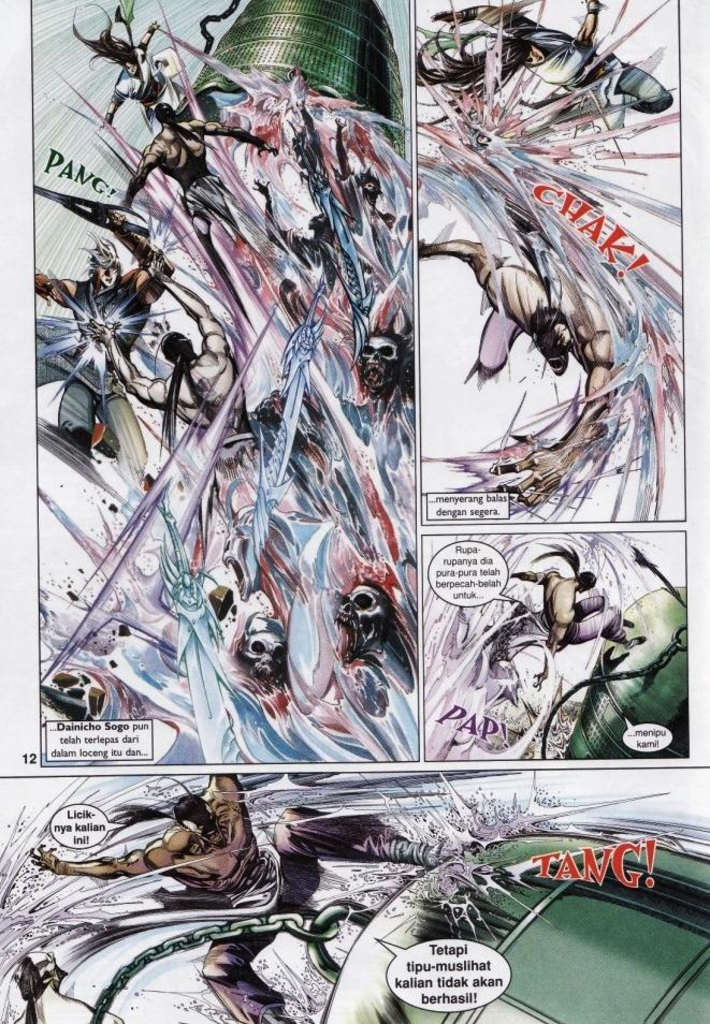 PANG!
...Dainicho Sogo pun
telah terlepas dari
dalam loceng itu dan...
12
CHAK!
...menyerang balas
dengan segera.
Rupa-
rupanya dia
pura-pura telah
berpecah-belah
untuk...
PAP!
...menipu
kami!
Licik-
nya kalian
ini!
TANG!
Tetapi
tipu-muslihat
kalian tidak akan
berhasil!